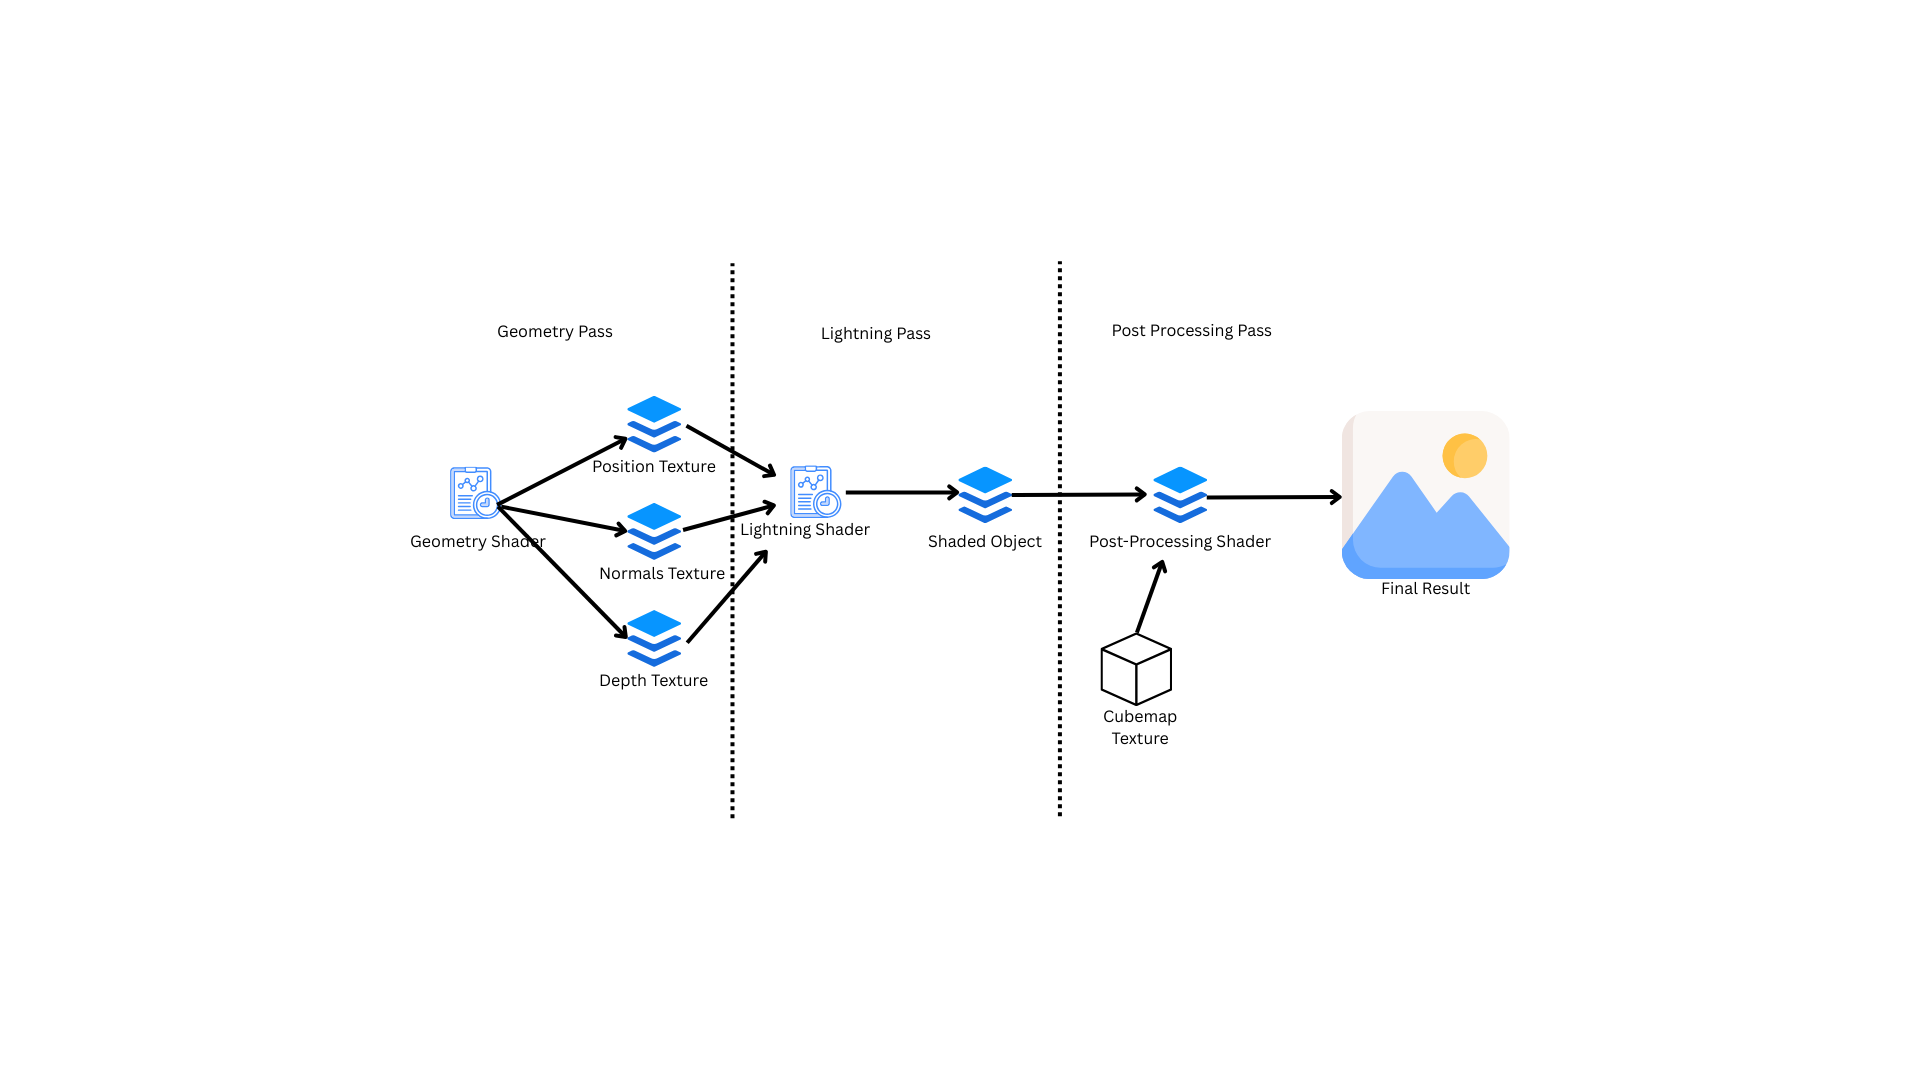 Geometry Pass
Lightning Pass
Post Processing Pass
Position Texture
Geometry Shader
Normals Texture
Depth Texture
Lightning Shader
Shaded Object
Post-Processing Shader
Cubemap
Texture
Final Result